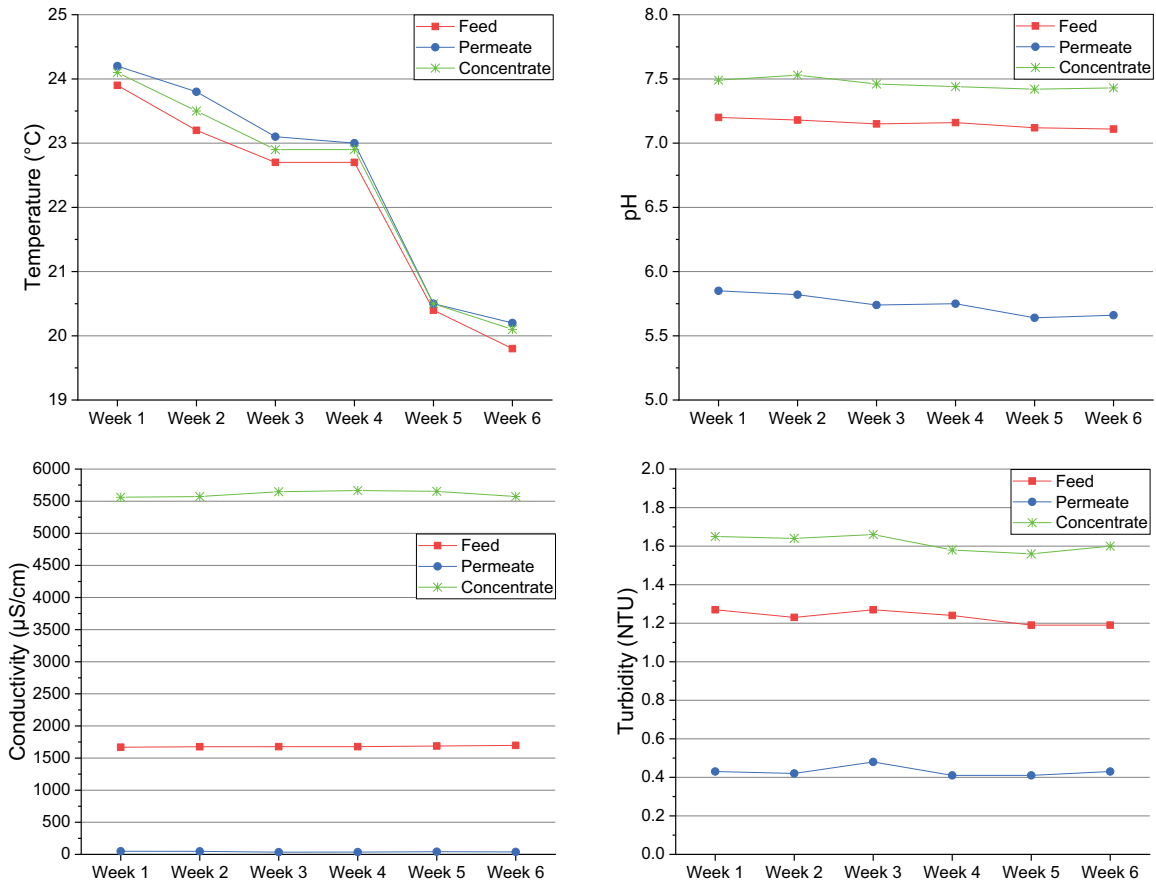 25
24
23
22
21
20
19
Temperature (°C)
Feed
Permeate
Concentrate
Week 1 Week 2 Week 3 Week 4 Week 5 Week 6
8.0
7.5
7.0
6.5
6.0
5.5
5.0
pH
Feed
Permeate
Concentrate
Week 1 Week 2 Week 3 Week 4 Week 5 Week 6
6000
5500
5000
4500
4000
3500
3000
2500
2000
1500
1000
500
0
Conductivity (µS/cm)
Feed
Permeate
Concentrate
Week 1 Week 2 Week 3 Week 4 Week 5 Week 6
2.0
1.8
1.6
1.4
1.2
1.0
0.8
0.6
0.4
0.2
0.0
Turbidity (NTU)
Feed
Permeate
Concentrate
Week 1 Week 2 Week 3 Week 4 Week 5 Week 6